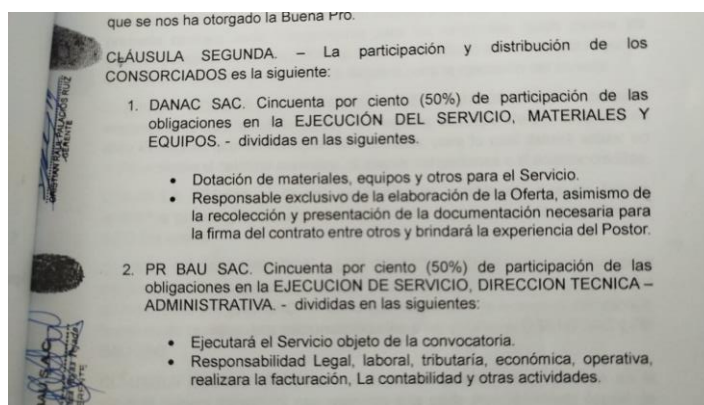 que se nos ha otorgado la Buena Pro.
CLÁUSULA SEGUNDA. – La participación y distribución de los
CONSORCIADOS es la siguiente:
1. DANAC SAC. Cincuenta por ciento (50%) de participación de las
obligaciones en la EJECUCIÓN DEL SERVICIO, MATERIALES Y
EQUIPOS. - divididas en las siguientes.
• Dotación de materiales, equipos y otros para el Servicio.
• Responsable exclusivo de la elaboración de la Oferta, asimismo de
la recolección y presentación de la documentación necesaria para
la firma del contrato entre otros y brindará la experiencia del Postor.
2. PR BAU SAC. Cincuenta por ciento (50%) de participación de las
obligaciones en la EJECUCION DE SERVICIO, DIRECCION TECNICA –
ADMINISTRATIVA. - divididas en las siguientes:
• Ejecutará el Servicio objeto de la convocatoria.
• Responsabilidad Legal, laboral, tributaría, económica, operativa,
realizara la facturación, La contabilidad y otras actividades.
CRISTIAN RAUL PALACIOS RUIZ
GERENTE